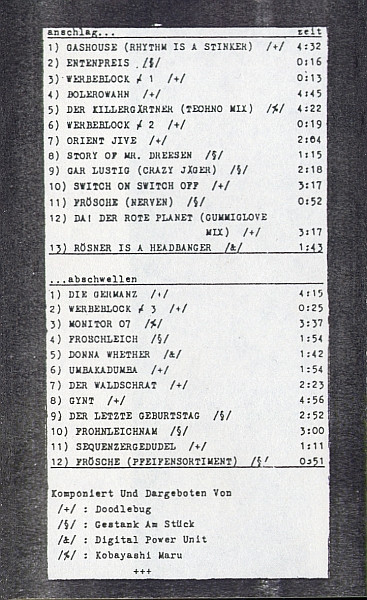 anschlag... zeit
1) GASHOUSE (RHYTHM IS A STINKER) /+/ 4:32
2) ENTENPREIS /§/ 0:16
3) WERBEBLOCK ≠ 1 /+/ 0:13
4) BOLEROWAHN /+/ 4:45
5) DER KILLERGÄRTNER (TECHNO MIX) /%/ 4:22
6) WERBEBLOCK ≠ 2 /+/ 0:19
7) ORIENT JIVE /+/ 2:04
8) STORY OF MR. DREESEN /§/ 1:15
9) GAR LUSTIG (CRAZY JÄGER) /§/ 2:18
10) SWITCH ON SWITCH OFF /+/ 3:17
11) FRÖSCHE (NERVEN) /§/ 0:52
12) DA! DER ROTE PLANET (GUMMIGLOVE
MIX) /+/ 3:17
13) RÖSNER IS A HEADBANGER /&/ 1:43
...abschwellen
1) DIE GERMANZ /+/ 4:15
2) WERBEBLOCK ≠ 3 /+/ 0:25
3) MONITOR 07 /%/ 3:37
4) FROSCHLEICH /§/ 1:54
5) DONNA WHETHER /&/ 1:42
6) UMBAKADUMBA /+/ 1:54
7) DER WALDSCHRAT /+/ 2:23
8) GYNT /+/ 4:56
9) DER LETZTE GEBURTSTAG /§/ 2:52
10) FROHNLEICHNAM /§/ 3:00
11) SEQUENZERGEDUDEL /+/ 1:11
12) FRÖSCHE (PFEIFENSORTIMENT) /§/ 0:51
Komponiert Und Dargeboten Von
/+/ : Doodlebug
/§/ : Gestank Am Stück
/&/ : Digital Power Unit
/%/ : Kobayashi Maru
+++